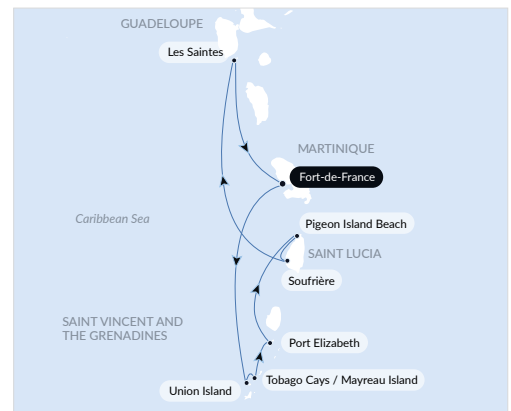 GUADELOUPE
Les Saintes
MARTINIQUE
Fort-de-France
Caribbean Sea
Pigeon Island Beach
SAINT LUCIA
Soufrière
SAINT VINCENT AND
THE GRENADINES
Port Elizabeth
Tobago Cays / Mayreau Island
Union Island